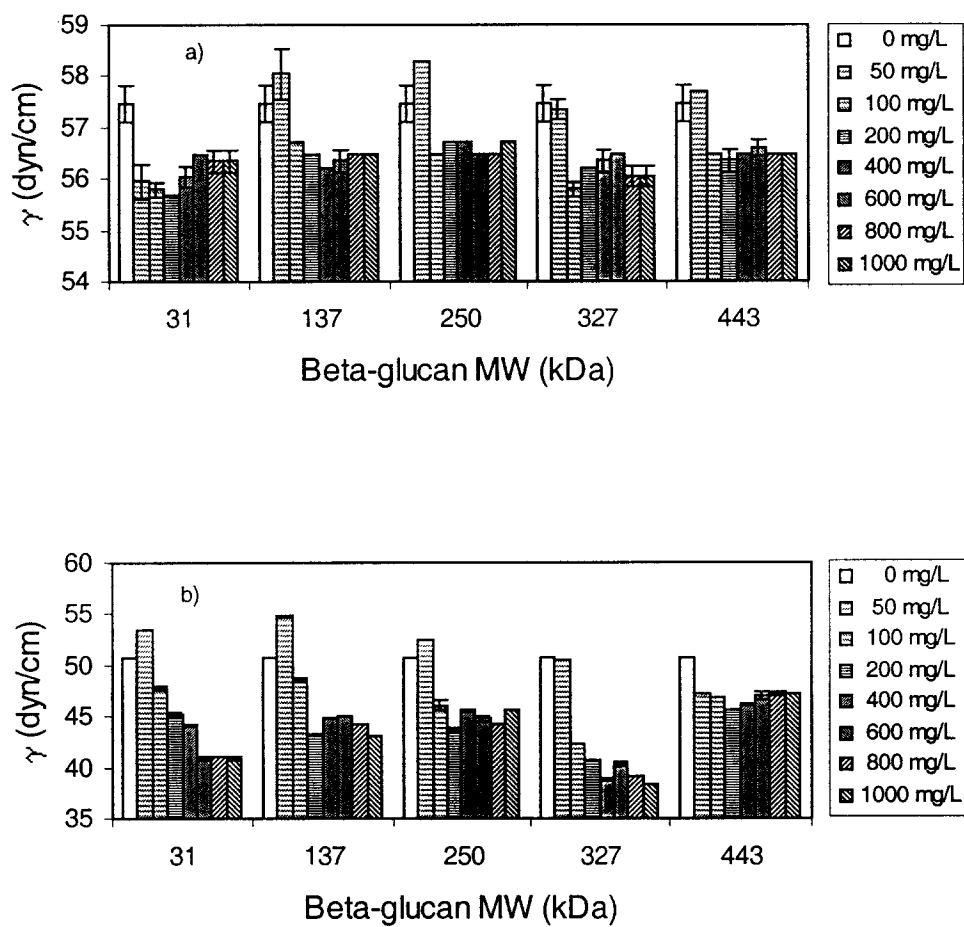 59
58
57
56
55
54
γ (dyn/cm)
a)
31 137 250 327 443
Beta-glucan MW (kDa)
0 mg/L
50 mg/L
100 mg/L
200 mg/L
400 mg/L
600 mg/L
800 mg/L
1000 mg/L
60
55
50
45
40
35
γ (dyn/cm)
b)
31 137 250 327 443
Beta-glucan MW (kDa)
0 mg/L
50 mg/L
100 mg/L
200 mg/L
400 mg/L
600 mg/L
800 mg/L
1000 mg/L